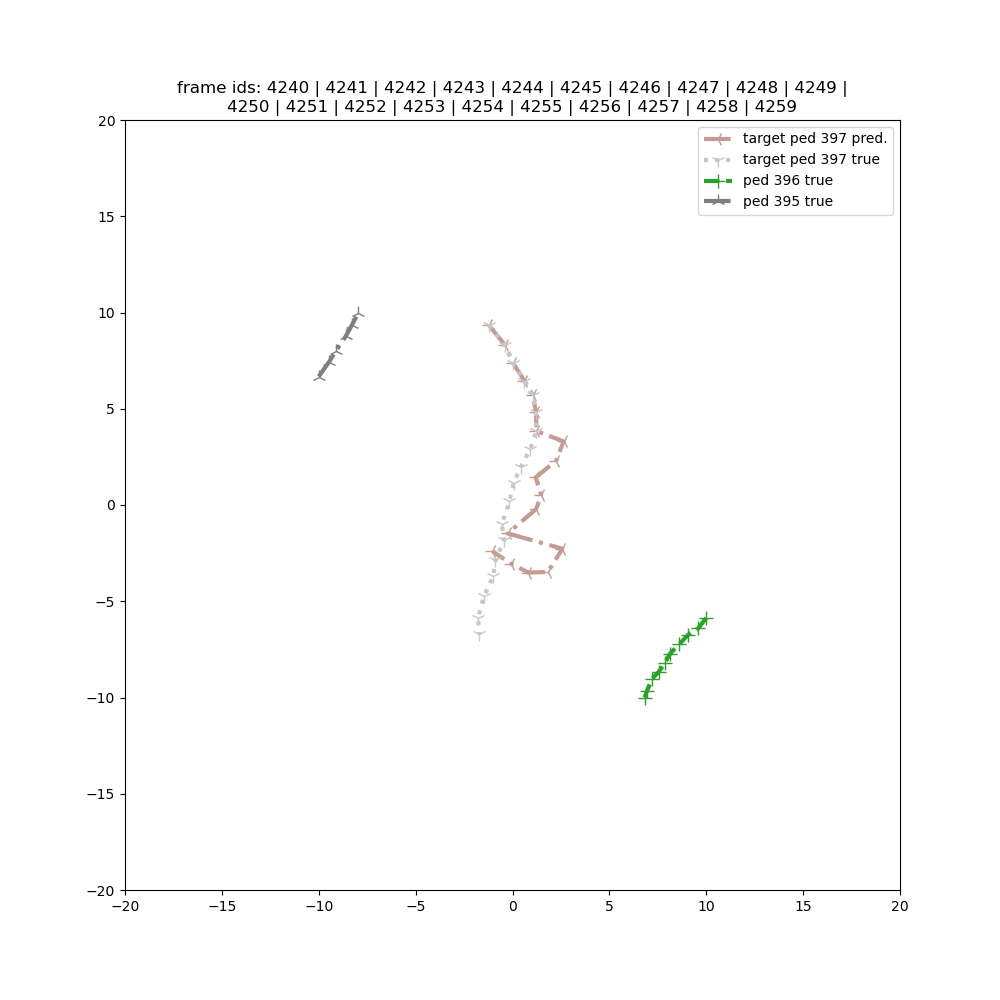 frame ids: 4240 | 4241 | 4242 | 4243 | 4244 | 4245 | 4246 | 4247 | 4248 | 4249 |
4250 | 4251 | 4252 | 4253 | 4254 | 4255 | 4256 | 4257 | 4258 | 4259
target ped 397 pred.
target ped 397 true
ped 396 true
ped 395 true
20
15
10
5
0
−5
−10
−15
−20
−20 −15 −10 −5 0 5 10 15 20